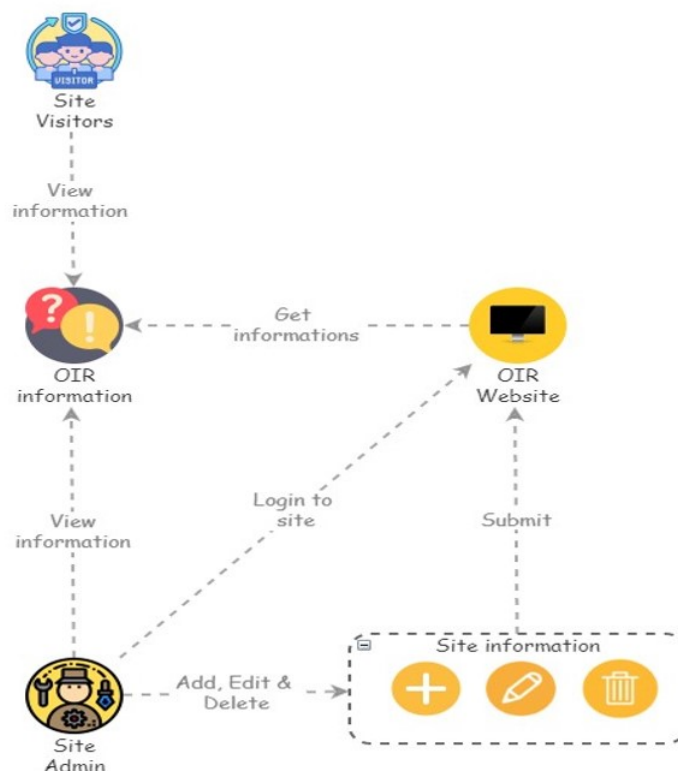 VISITOR
Site
Visitors
View
information
Get
informations
OIR
information
OIR
Website
Login to
site
View
information
Submit
Site information
Add, Edit &
Delete
Site
Admin